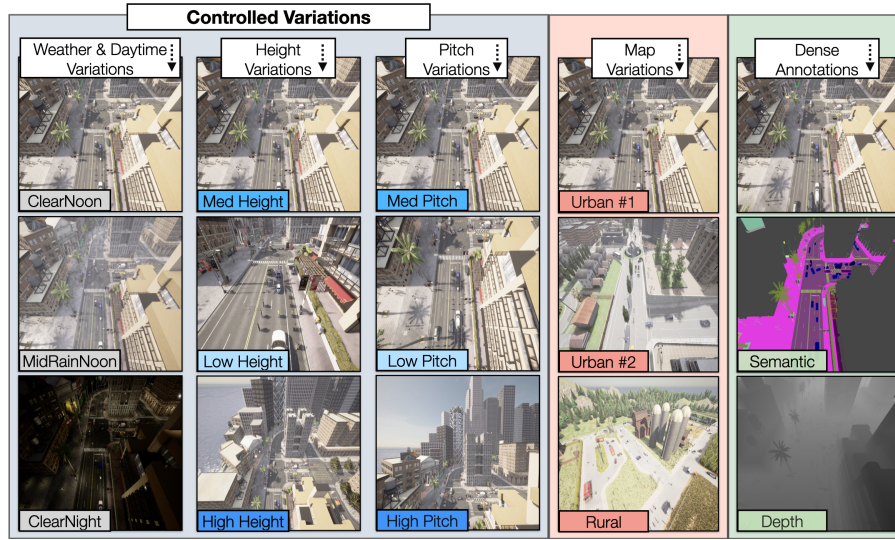 Controlled Variations
Weather & Daytime
Variations
Height
Variations
Pitch
Variations
Map
Variations
Dense
Annotations
ClearNoon
Med Height
Med Pitch
Urban #1
MidRainNoon
Low Height
Low Pitch
Urban #2
Semantic
ClearNight
High Height
High Pitch
Rural
Depth